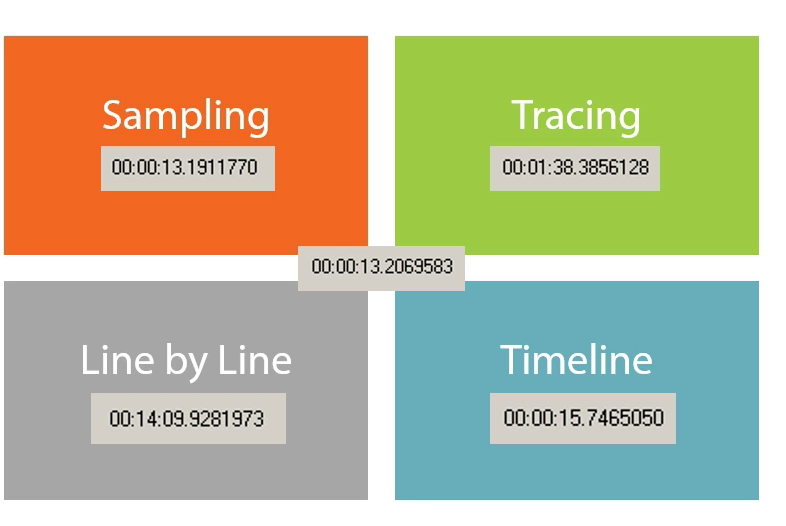 Sampling
00:00:13.1911770
Tracing
00:01:38.3856128
00:00:13.2069583
Line by Line
00:14:09.9281973
Timeline
00:00:15.7465050